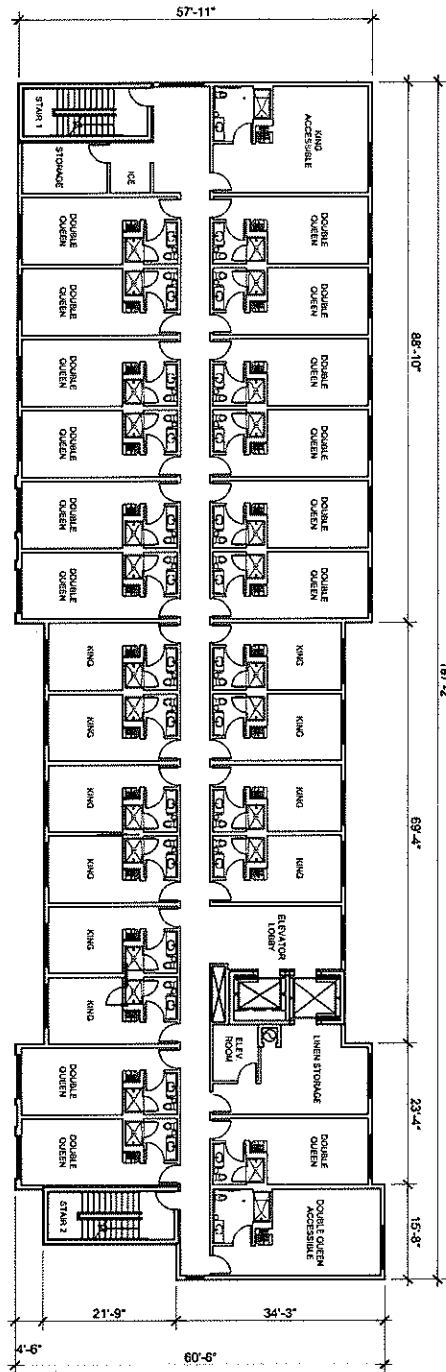 57'-11"
STAIR 1
STORAGE
ICE
KING
ACCESSIBLE
DOUBLE
QUEEN
DOUBLE
QUEEN
DOUBLE
QUEEN
DOUBLE
QUEEN
DOUBLE
QUEEN
DOUBLE
QUEEN
DOUBLE
QUEEN
DOUBLE
QUEEN
DOUBLE
QUEEN
DOUBLE
QUEEN
DOUBLE
QUEEN
DOUBLE
QUEEN
88'-10"
KING
KING
KING
KING
KING
KING
KING
KING
69'-4"
KING
ELEVATOR
LOBBY
KING
ELEV
ROOM
LINEN STORAGE
DOUBLE
QUEEN
23'-4"
DOUBLE
QUEEN
DOUBLE
QUEEN
STAIR 2
DOUBLE QUEEN
ACCESSIBLE
15'-8"
21'-9"
34'-3"
4'-6"
60'-6"